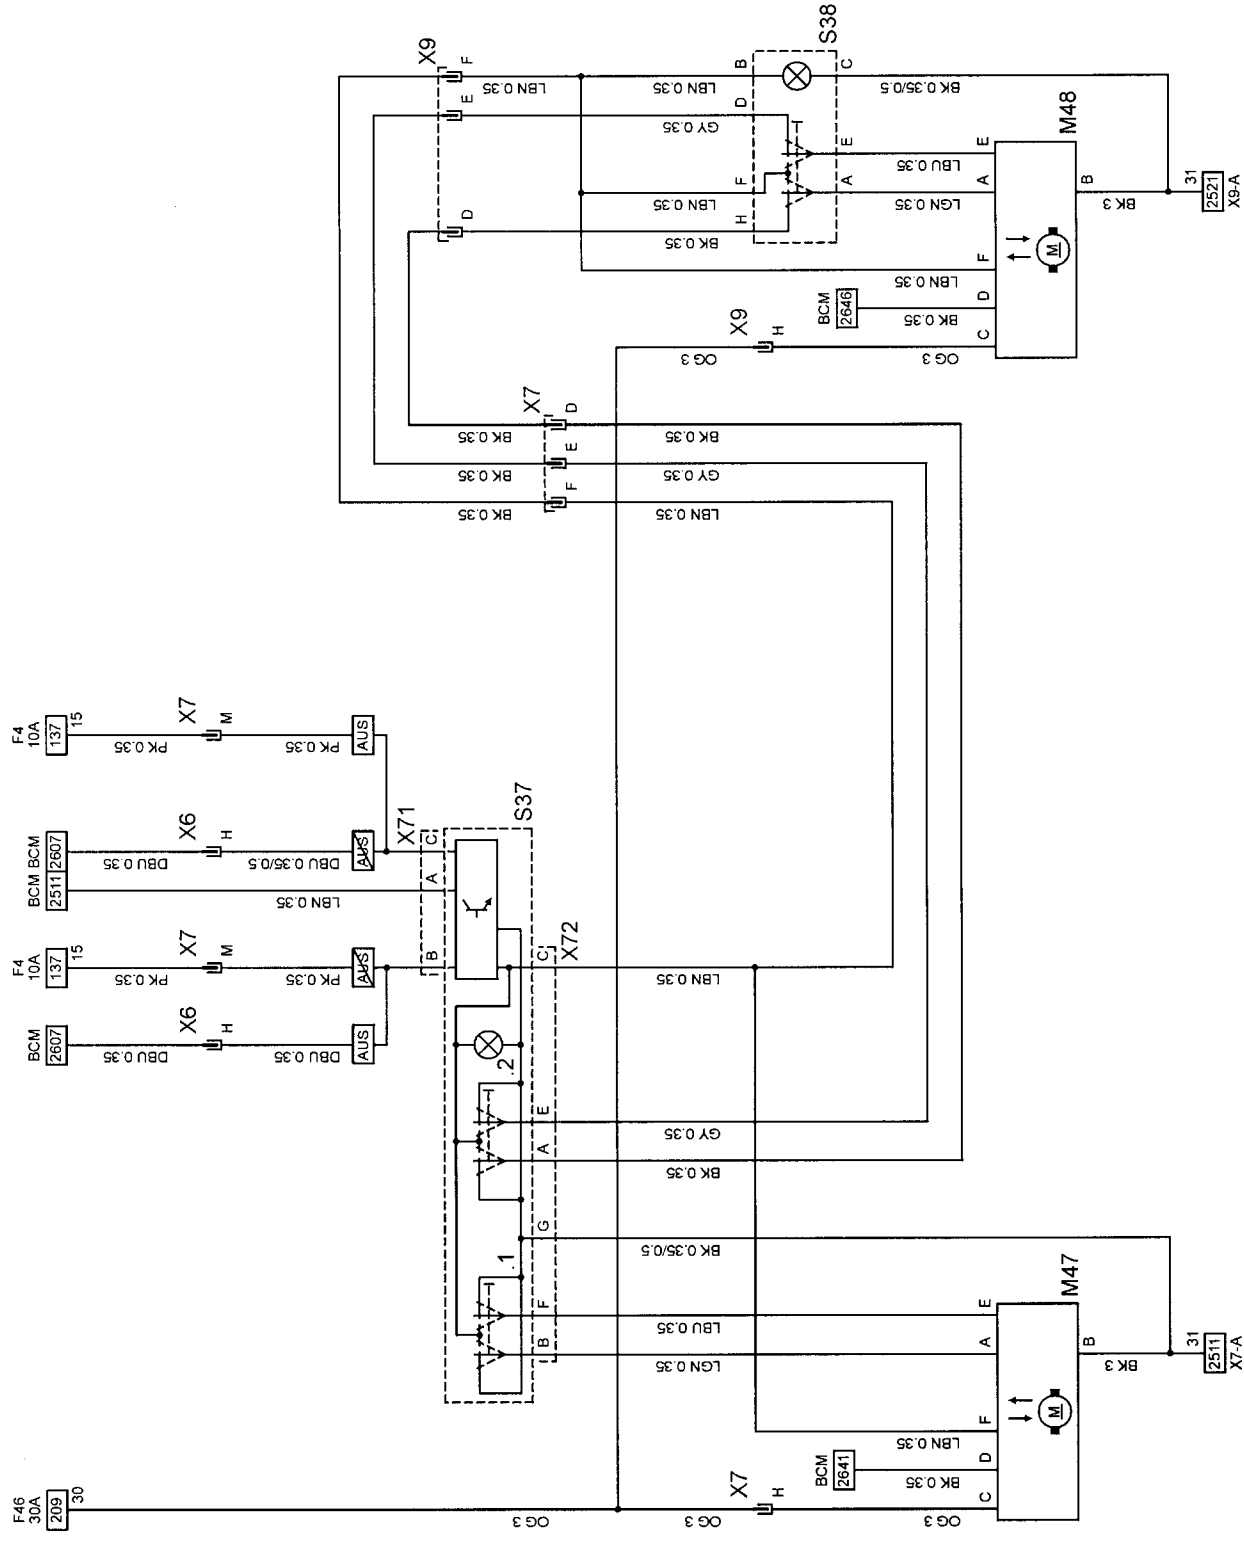 S38
X9
F
E
D
LBN 0.35
LBN 0.35
GY 0.35
LBN 0.35
BK 0.35
B
D
F
H
C
E
A
BK 0.35/0.5
LBU 0.35
LGN 0.35
M48
E
A
F
D
C
B
M
BK 3
31
2521
X9-A
LBN 0.35
BCM
2646
BK 0.35
X9
H
OG 3
OG 3
X7
D
E
F
BK 0.35
BK 0.35
BK 0.35
BK 0.35
GY 0.35
LBN 0.35
F4
10A
137
15
PK 0.35
X7
M
PK 0.35
AUS
BCM
2607
DBU 0.35
X6
H
DBU 0.35/0.5
AUS
BCM
2511
LBN 0.35
F4
10A
137
15
PK 0.35
X7
M
PK 0.35
AUS
BCM
2607
DBU 0.35
X6
H
DBU 0.35
AUS
X71
C
A
B
S37
X72
C
LBN 0.35
.2
E
A
GY 0.35
BK 0.35
G
BK 0.35/0.5
.1
F
B
LBU 0.35
LGN 0.35
M47
E
A
F
D
C
B
M
BK 3
31
2511
X7-A
LBN 0.35
BCM
2641
BK 0.35
F46
30A
209
30
OG 3
OG 3
X7
H
OG 3